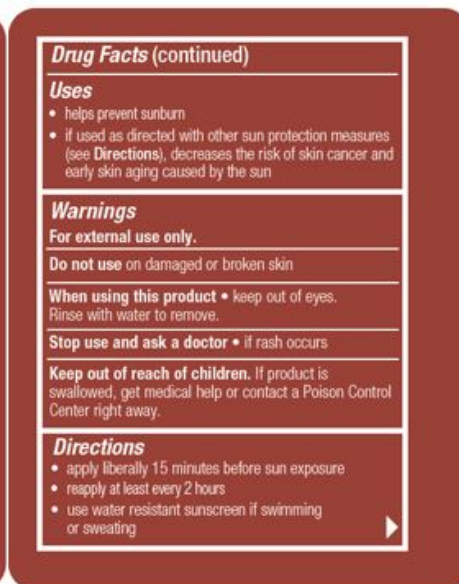 Drug Facts (continued)
Uses
• helps prevent sunburn
• if used as directed with other sun protection measures
(see Directions), decreases the risk of skin cancer and
early skin aging caused by the sun
Warnings
For external use only.
Do not use on damaged or broken skin
When using this product • keep out of eyes.
Rinse with water to remove.
Stop use and ask a doctor • if rash occurs
Keep out of reach of children. If product is
swallowed, get medical help or contact a Poison Control
Center right away.
Directions
• apply liberally 15 minutes before sun exposure
• reapply at least every 2 hours
• use water resistant sunscreen if swimming
or sweating